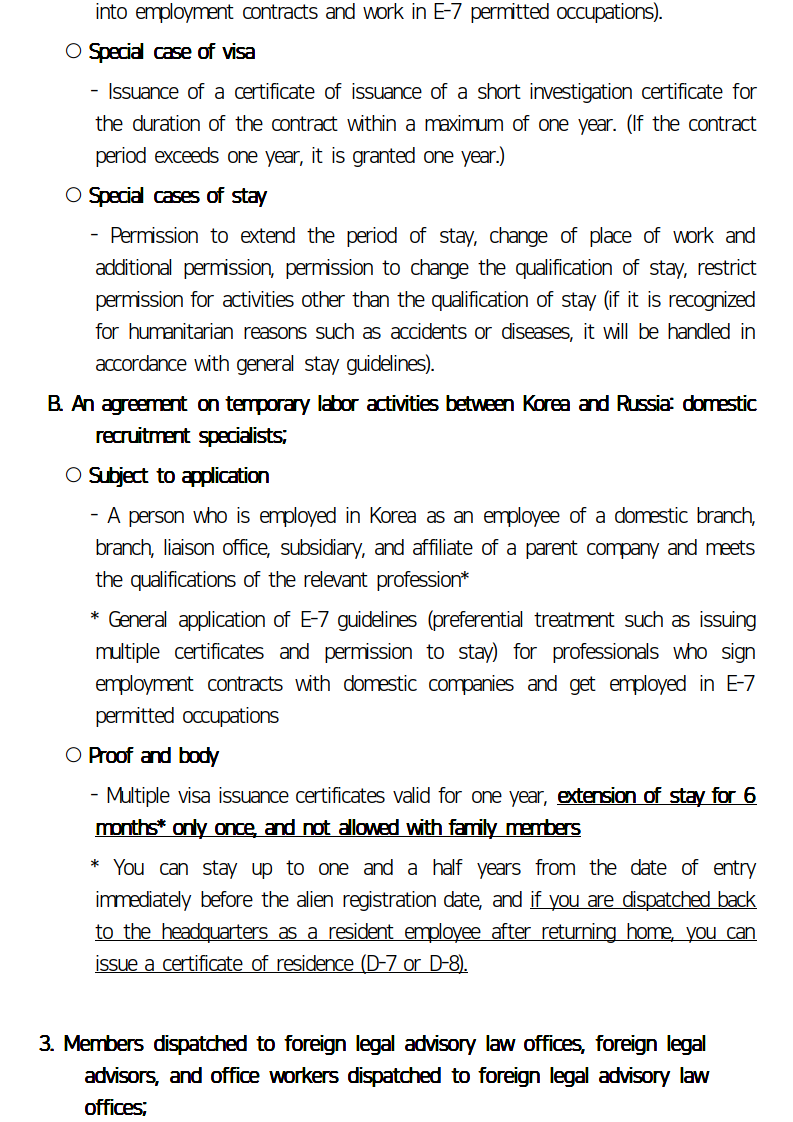 into employment contracts and work in E-7 permitted occupations).
○ Special case of visa
- Issuance of a certificate of issuance of a short investigation certificate for
the duration of the contract within a maximum of one year. (If the contract
period exceeds one year, it is granted one year.)
○ Special cases of stay
- Permission to extend the period of stay, change of place of work and
additional permission, permission to change the qualification of stay, restrict
permission for activities other than the qualification of stay (if it is recognized
for humanitarian reasons such as accidents or diseases, it will be handled in
accordance with general stay guidelines).
B. An agreement on temporary labor activities between Korea and Russia: domestic
recruitment specialists;
○ Subject to application
- A person who is employed in Korea as an employee of a domestic branch,
branch, liaison office, subsidiary, and affiliate of a parent company and meets
the qualifications of the relevant profession*
* General application of E-7 guidelines (preferential treatment such as issuing
multiple certificates and permission to stay) for professionals who sign
employment contracts with domestic companies and get employed in E-7
permitted occupations
○ Proof and body
- Multiple visa issuance certificates valid for one year, extension of stay for 6
months* only once, and not allowed with family members
* You can stay up to one and a half years from the date of entry
immediately before the alien registration date, and if you are dispatched back
to the headquarters as a resident employee after returning home, you can
issue a certificate of residence (D-7 or D-8).
3. Members dispatched to foreign legal advisory law offices, foreign legal
advisors, and office workers dispatched to foreign legal advisory law
offices;